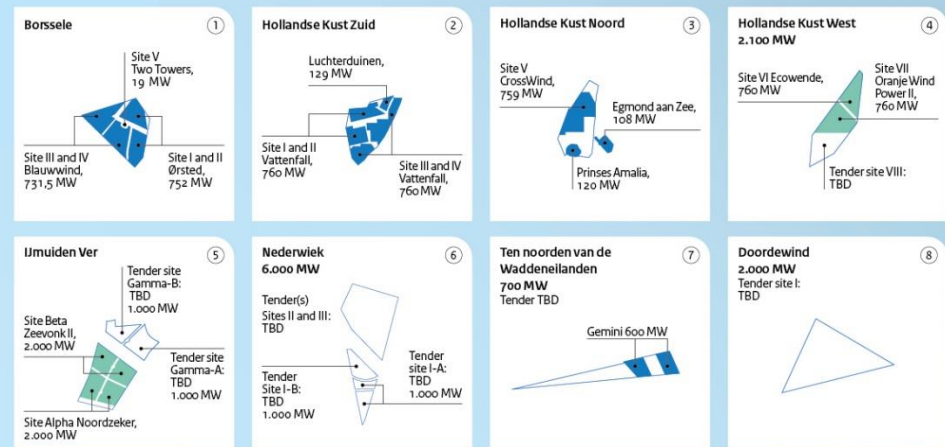 Borssele
1
Site V
Two Towers,
19 MW
Site III and IV
Blauwwind,
731,5 MW
Site I and II
Ørsted,
752 MW
Hollandse Kust Zuid
2
Luchterduinen,
129 MW
Site I and II
Vattenfall,
760 MW
Site III and IV
Vattenfall,
760 MW
Hollandse Kust Noord
3
Site V
CrossWind,
759 MW
Egmond aan Zee,
108 MW
Prinses Amalia,
120 MW
Hollandse Kust West
4
2.100 MW
Site VI Ecowende,
760 MW
Site VII
Oranje Wind
Power II,
760 MW
Tender site VIII:
TBD
IJmuiden Ver
5
Tender site
Gamma-B:
TBD
1.000 MW
Site Beta
Zeevonk II,
2.000 MW
Tender site
Gamma-A:
TBD
1.000 MW
Site Alpha Noordzeker,
2.000 MW
Nederwiek
6
6.000 MW
Tender(s)
Sites II and III:
TBD
Tender
Site I-B:
TBD
1.000 MW
Tender
site I-A:
TBD
1.000 MW
Ten noorden van de
Waddeneilanden
7
700 MW
Tender TBD
Gemini 600 MW
Doordewind
8
2.000 MW
Tender site I:
TBD